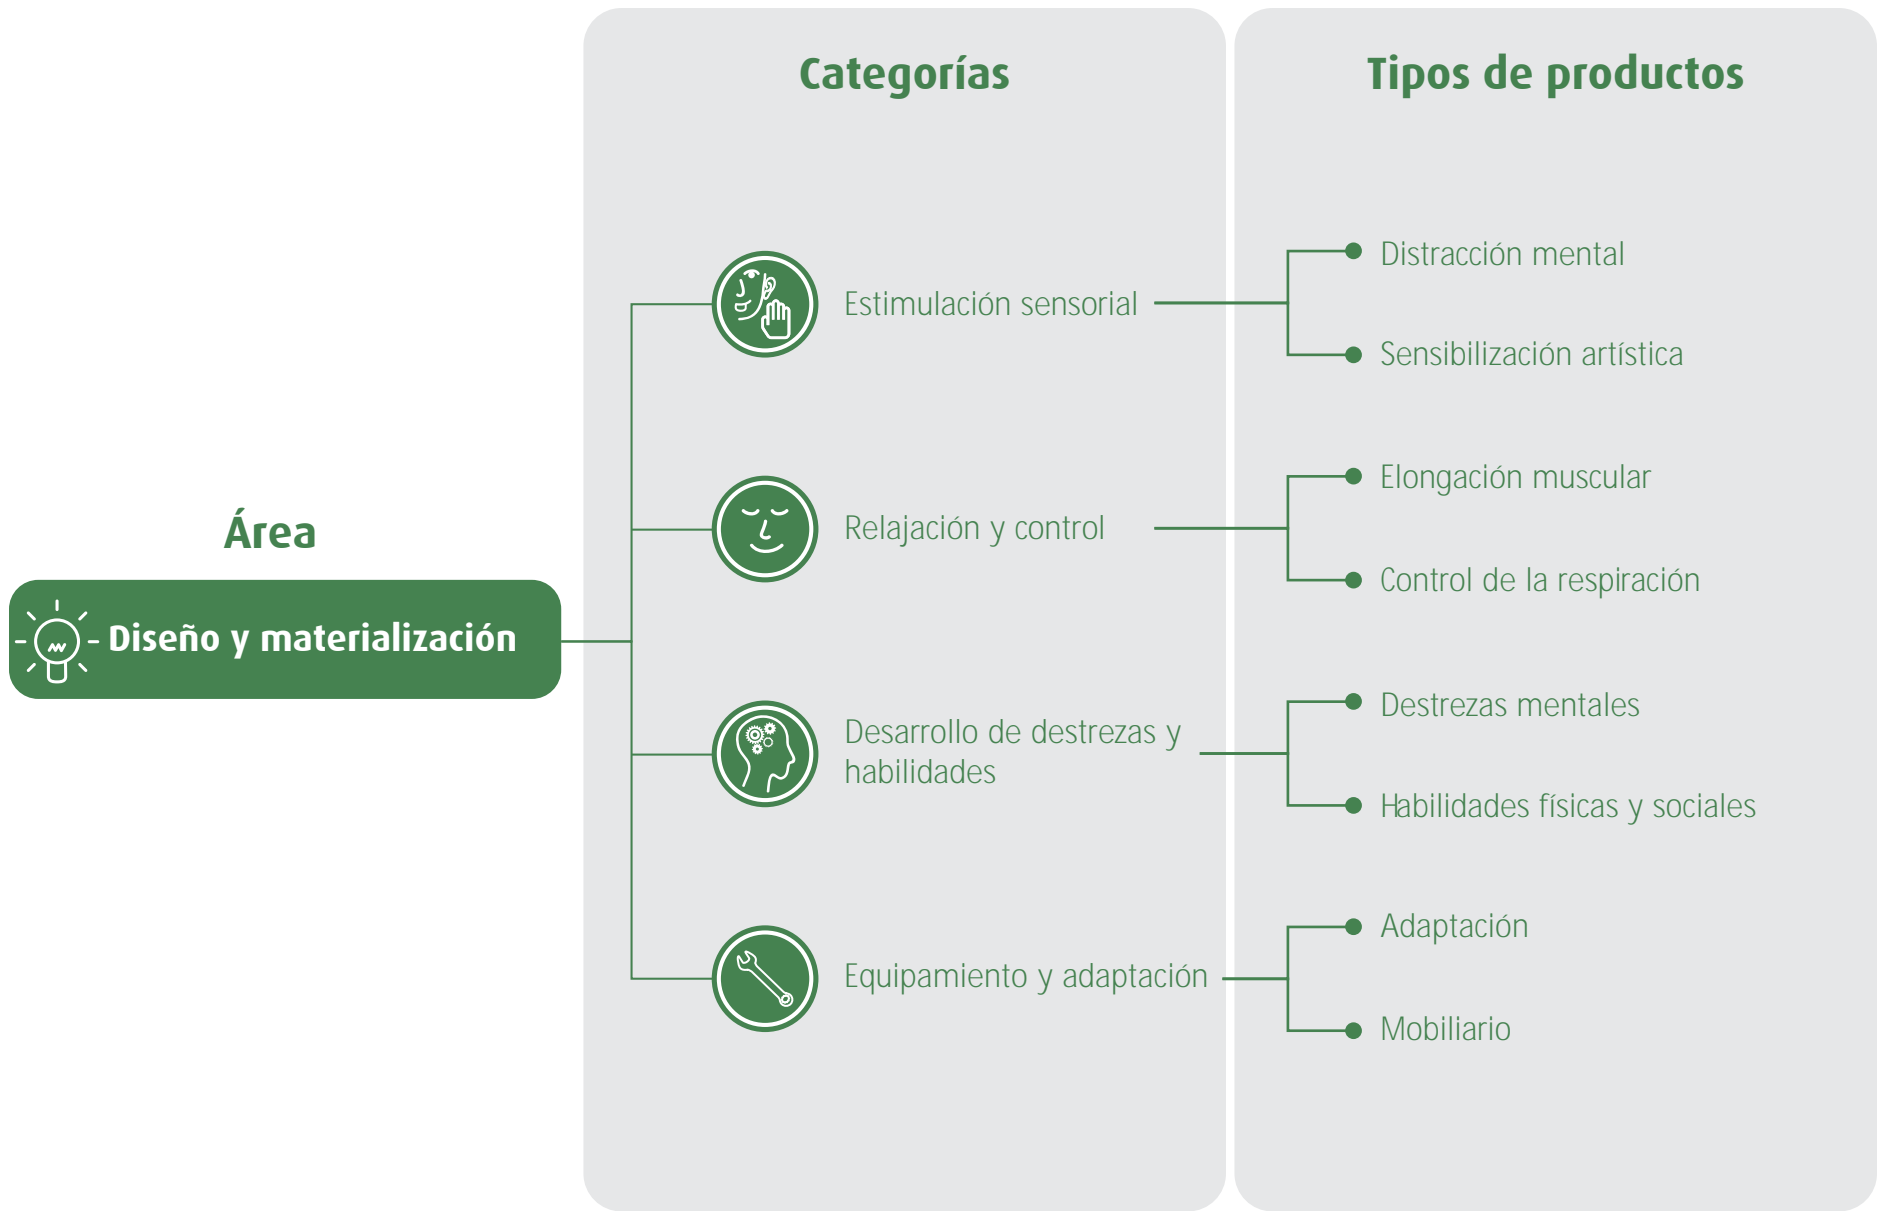 Categorías
Tipos de productos
Distracción mental
Estimulación sensorial
Sensibilización artística
Elongación muscular
Relajación y control
Control de la respiración
Área
Diseño y materialización
Destrezas mentales
Desarrollo de destrezas y
habilidades
Habilidades físicas y sociales
Adaptación
Equipamiento y adaptación
Mobiliario